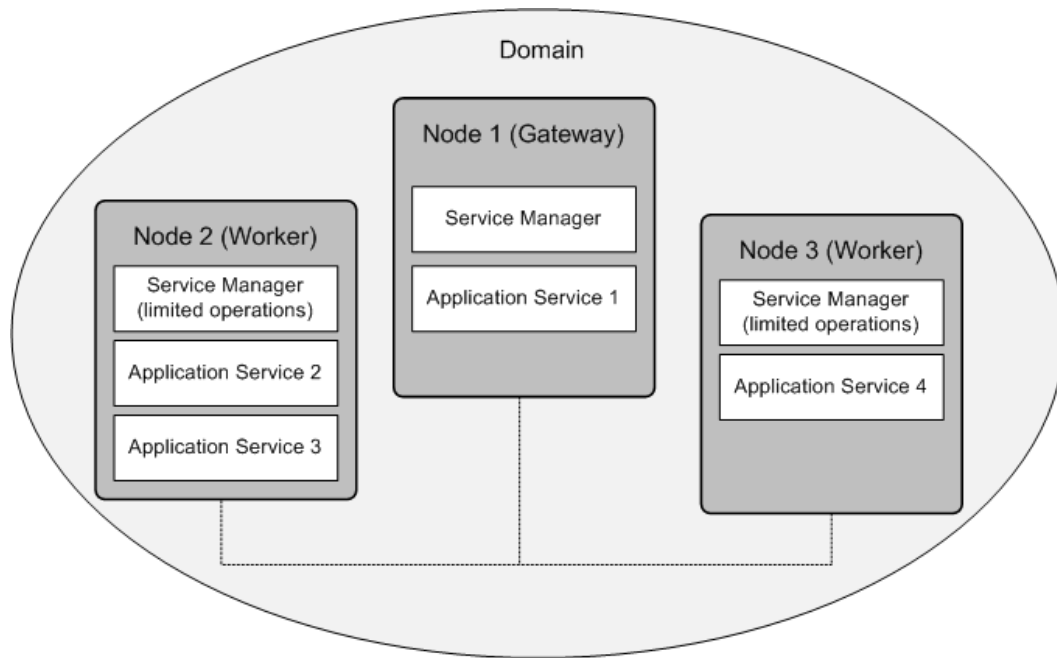 Domain
Node 1 (Gateway)
Service Manager
Application Service 1
Node 2 (Worker)
Service Manager
(limited operations)
Application Service 2
Application Service 3
Node 3 (Worker)
Service Manager
(limited operations)
Application Service 4